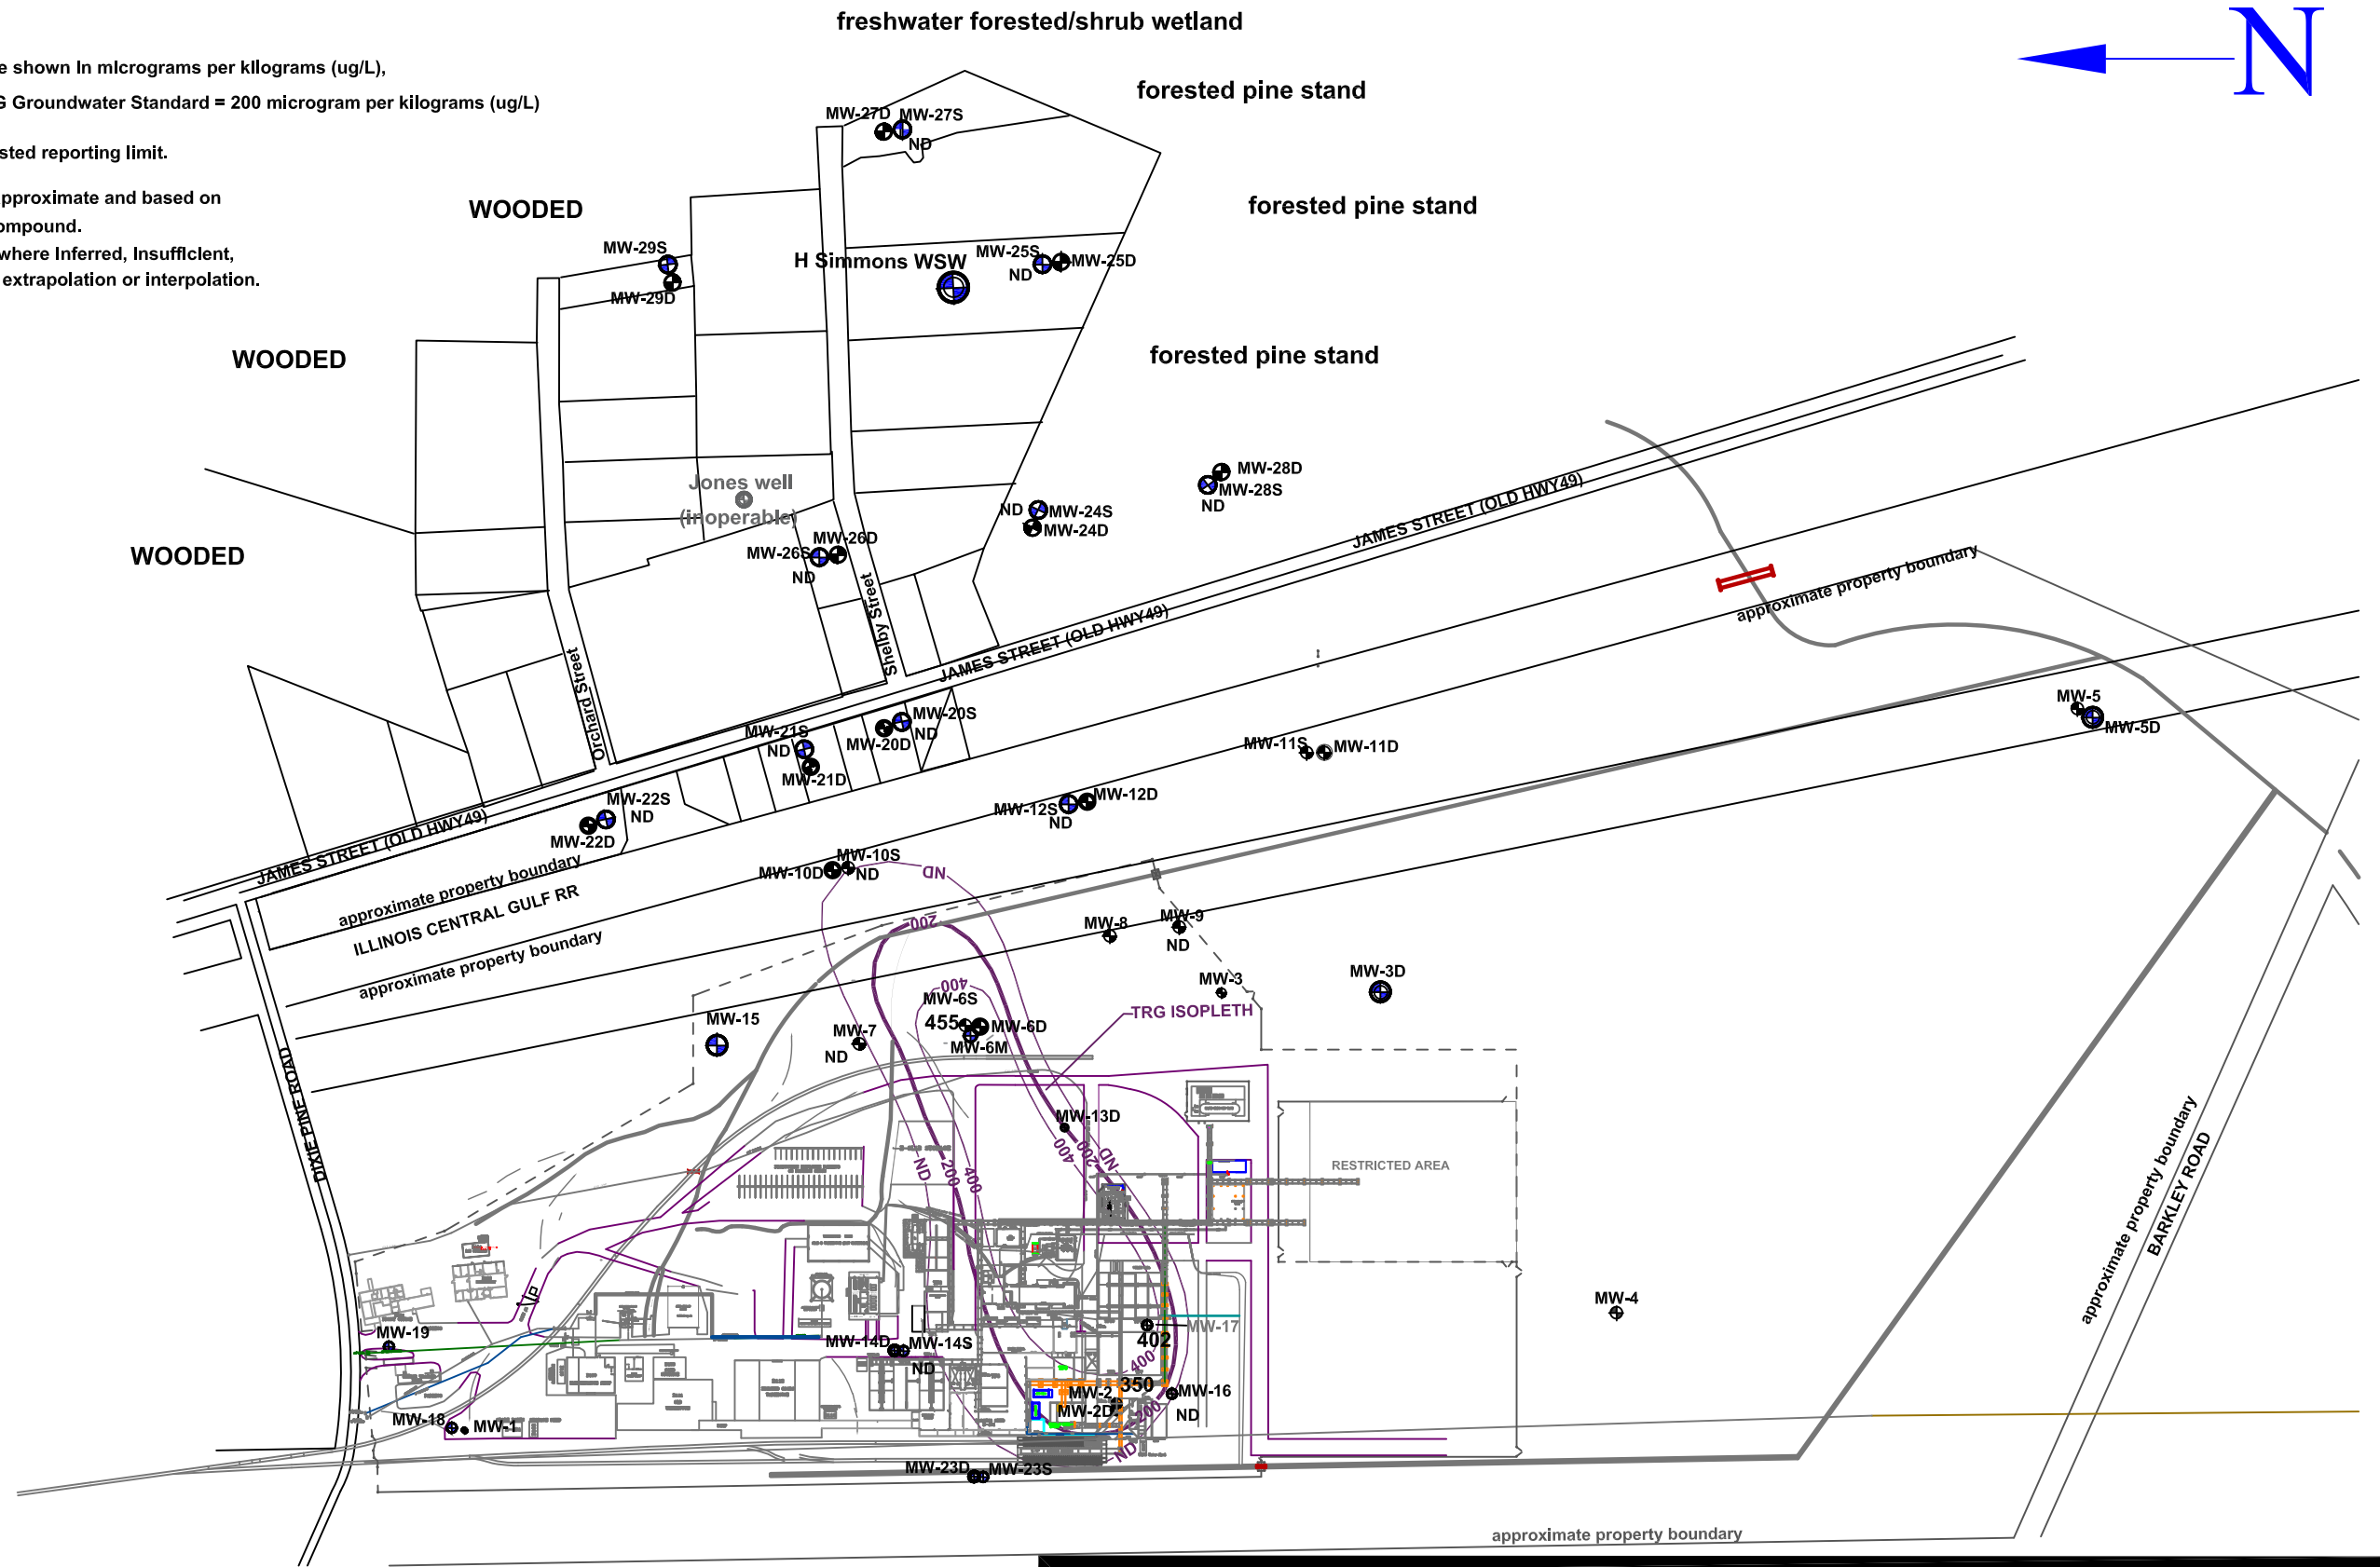 freshwater forested/shrub wetland
N
e shown In mIcrograms per kIlograms (ug/L),
G Groundwater Standard = 200 microgram per kilograms (ug/L)
sted reporting limit.
approximate and based on
ompound.
where Inferred, InsuffIcIent,
extrapolation or interpolation.
forested pine stand
MW-27D
MW-27S
ND
WOODED
forested pine stand
MW-29S
MW-29D
H Simmons WSW
MW-25S
ND
MW-25D
WOODED
forested pine stand
Jones well
(inoperable)
MW-28D
MW-28S
ND
ND
MW-24S
MW-24D
JAMES STREET (OLD HWY49)
WOODED
MW-26D
MW-26S
ND
Shelby Street
Orchard Street
JAMES STREET (OLD HWY49)
approximate property boundary
MW-5
MW-5D
MW-20S
MW-20D
ND
MW-21S
ND
MW-21D
MW-11S
MW-11D
MW-22S
ND
MW-22D
MW-12S
MW-12D
ND
JAMES STREET (OLD HWY49)
approximate property boundary
ILLINOIS CENTRAL GULF RR
approximate property boundary
MW-10S
MW-10D
ND
ND
200
MW-8
MW-9
ND
MW-3
MW-3D
400
MW-6S
455
MW-6D
MW-6M
TRG ISOPLETH
MW-15
MW-7
ND
DIXIE PINE ROAD
MW-13D
400
200
ND
ND
200
400
RESTRICTED AREA
approximate property boundary
BARKLEY ROAD
MW-4
MW-17
402
MW-19
MW-14D
MW-14S
ND
400
350
MW-2
MW-2D
MW-16
ND
200
ND
MW-18
MW-1
MW-23D
MW-23S
approximate property boundary